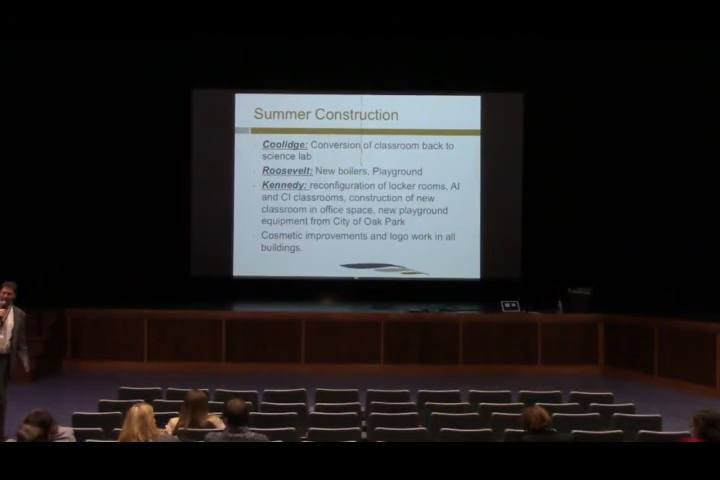 Summer Construction
Coolidge: Conversion of classroom back to
science lab
Roosevelt: New boilers, Playground
Kennedy: reconfiguration of locker rooms, AI
and CI classrooms, construction of new
classroom in office space, new playground
equipment from City of Oak Park
Cosmetic improvements and logo work in all
buildings.